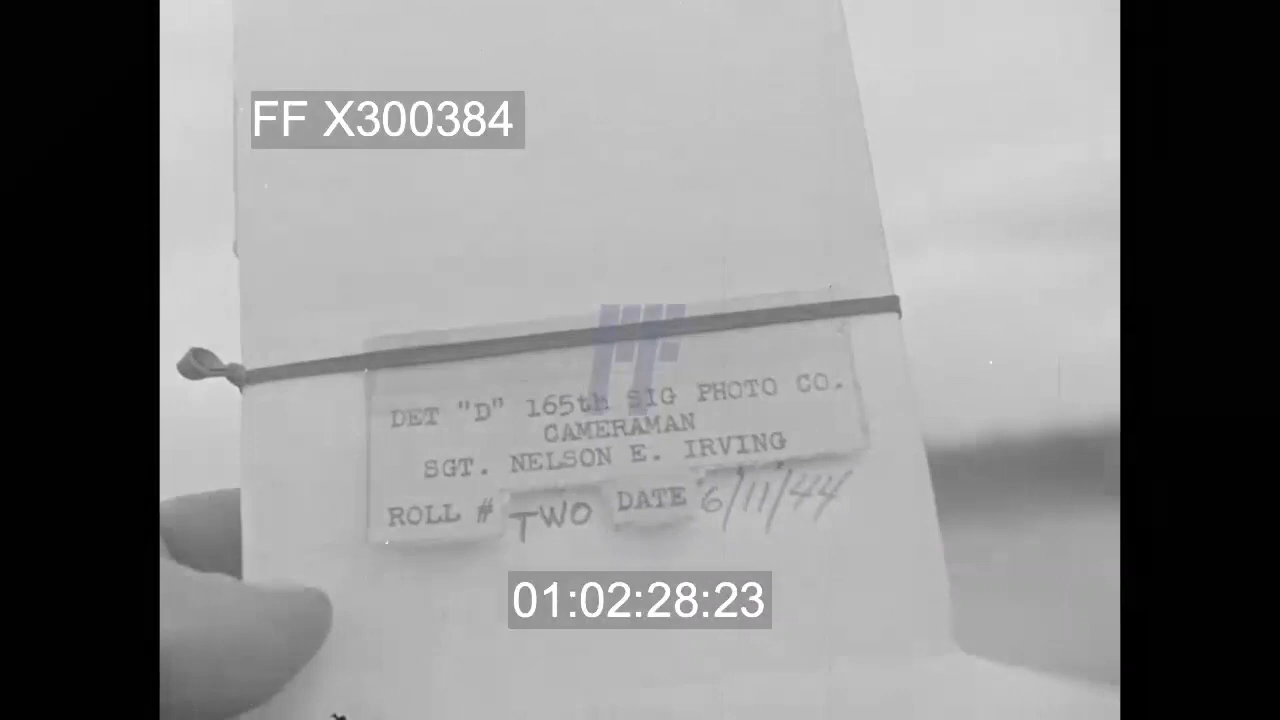 FF X300384
DET "D" 165th SIG PHOTO CO.
CAMERAMAN
SGT. NELSON E. IRVING
ROLL # TWO DATE 6/11/44
01:02:28:23